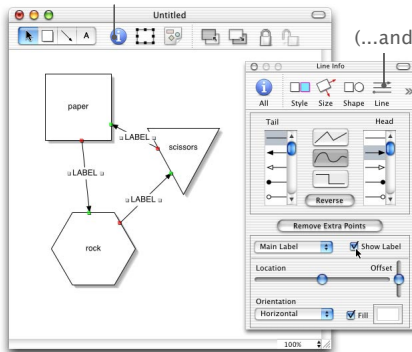 Untitled
A
(...and
paper
LABEL
scissors
LABEL
LABEL
rock
100%
Line Info
All Style Size Shape Line
Tail Head
Reverse
Remove Extra Points
Main Label Show Label
Location Offset
Orientation
Horizontal Fill